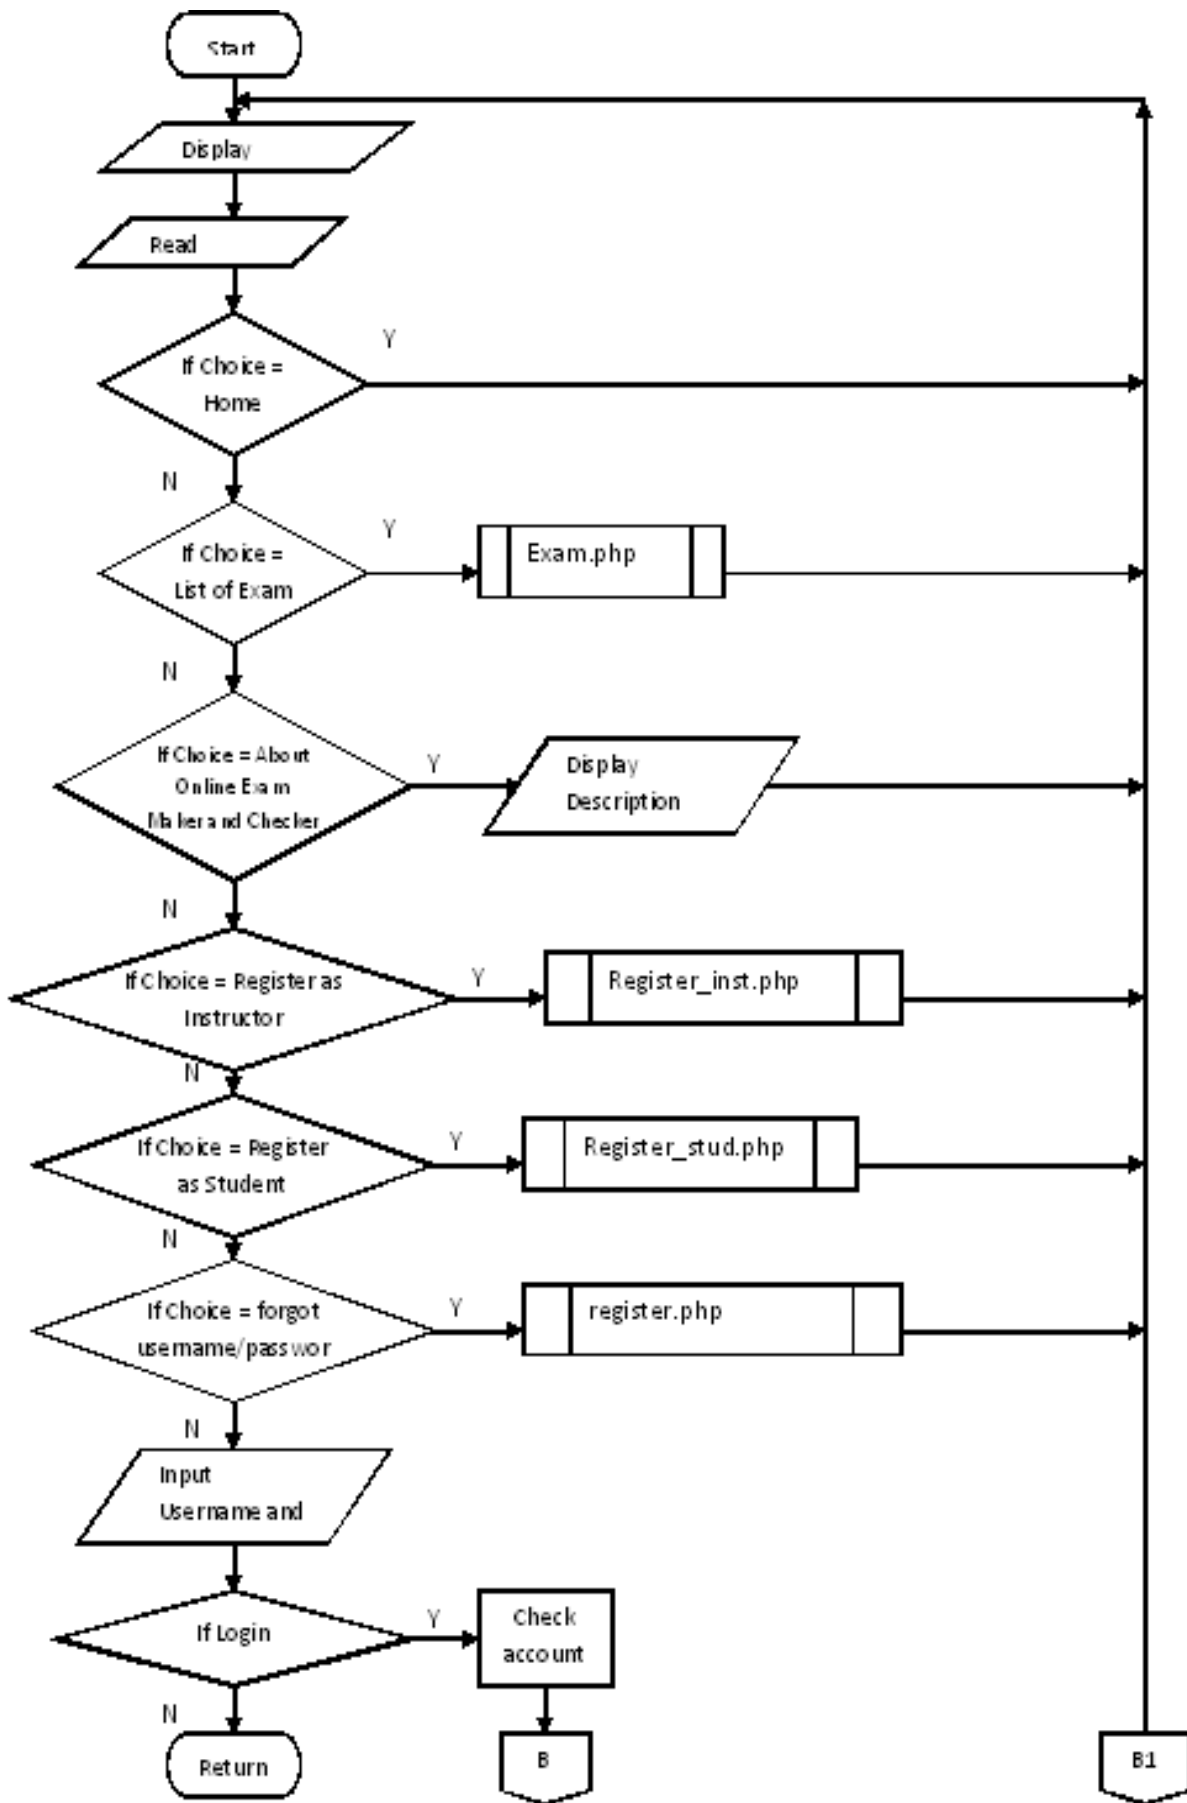 Start
Display
Read
Y
If Choice =
Home
N
Y
If Choice =
List of Exam
Exam.php
N
If Choice = About
Online Exam
Maker and Checker
Y
Display
Description
N
If Choice = Register as
Instructor
Y
Register_inst.php
N
If Choice = Register
as Student
Y
Register_stud.php
N
If Choice = forgot
username/passwor
Y
register.php
N
Input
Username and
If Login
Y
Check
account
N
Return
B
B1